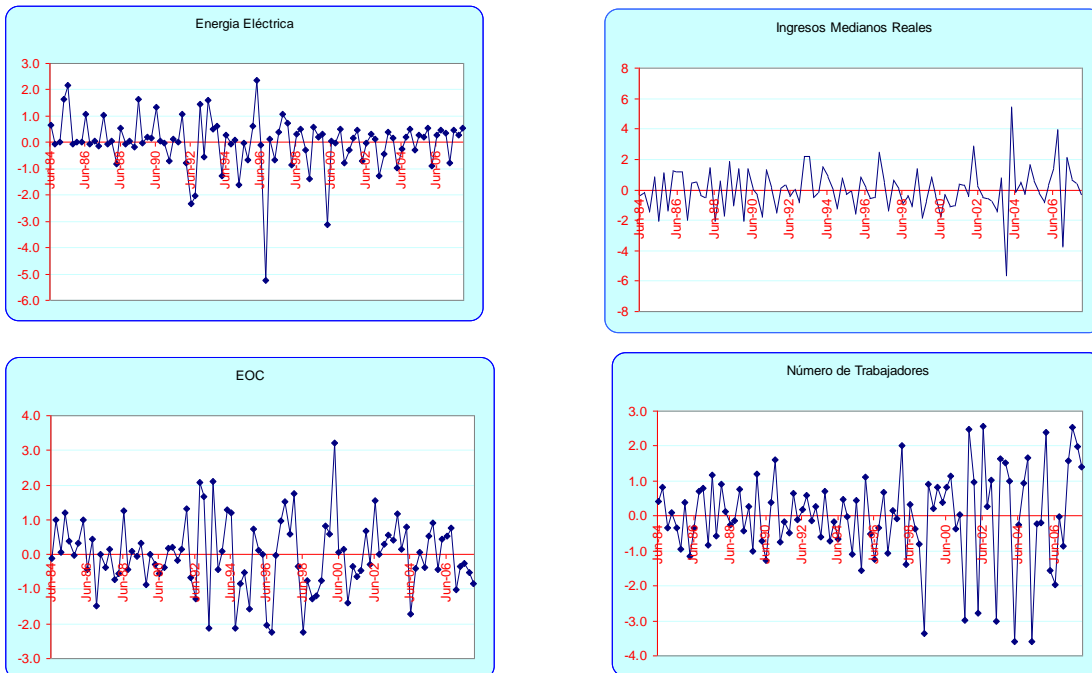 Energia Eléctrica
3.0
2.0
1.0
0.0
-1.0
-2.0
-3.0
-4.0
-5.0
-6.0
Jun-84
Jun-86
Jun-88
Jun-90
Jun-92
Jun-94
Jun-96
Jun-98
Jun-00
Jun-02
Jun-04
Jun-06
Ingresos Medianos Reales
8
6
4
2
0
-2
-4
-6
-8
Jun-84
Jun-86
Jun-88
Jun-90
Jun-92
Jun-94
Jun-96
Jun-98
Jun-00
Jun-02
Jun-04
Jun-06
EOC
4.0
3.0
2.0
1.0
0.0
-1.0
-2.0
-3.0
Jun-84
Jun-86
Jun-88
Jun-90
Jun-92
Jun-94
Jun-96
Jun-98
Jun-00
Jun-02
Jun-04
Jun-06
Número de Trabajadores
3.0
2.0
1.0
0.0
-1.0
-2.0
-3.0
-4.0
Jun-84
Jun-86
Jun-88
Jun-90
Jun-92
Jun-94
Jun-96
Jun-98
Jun-00
Jun-02
Jun-04
Jun-06